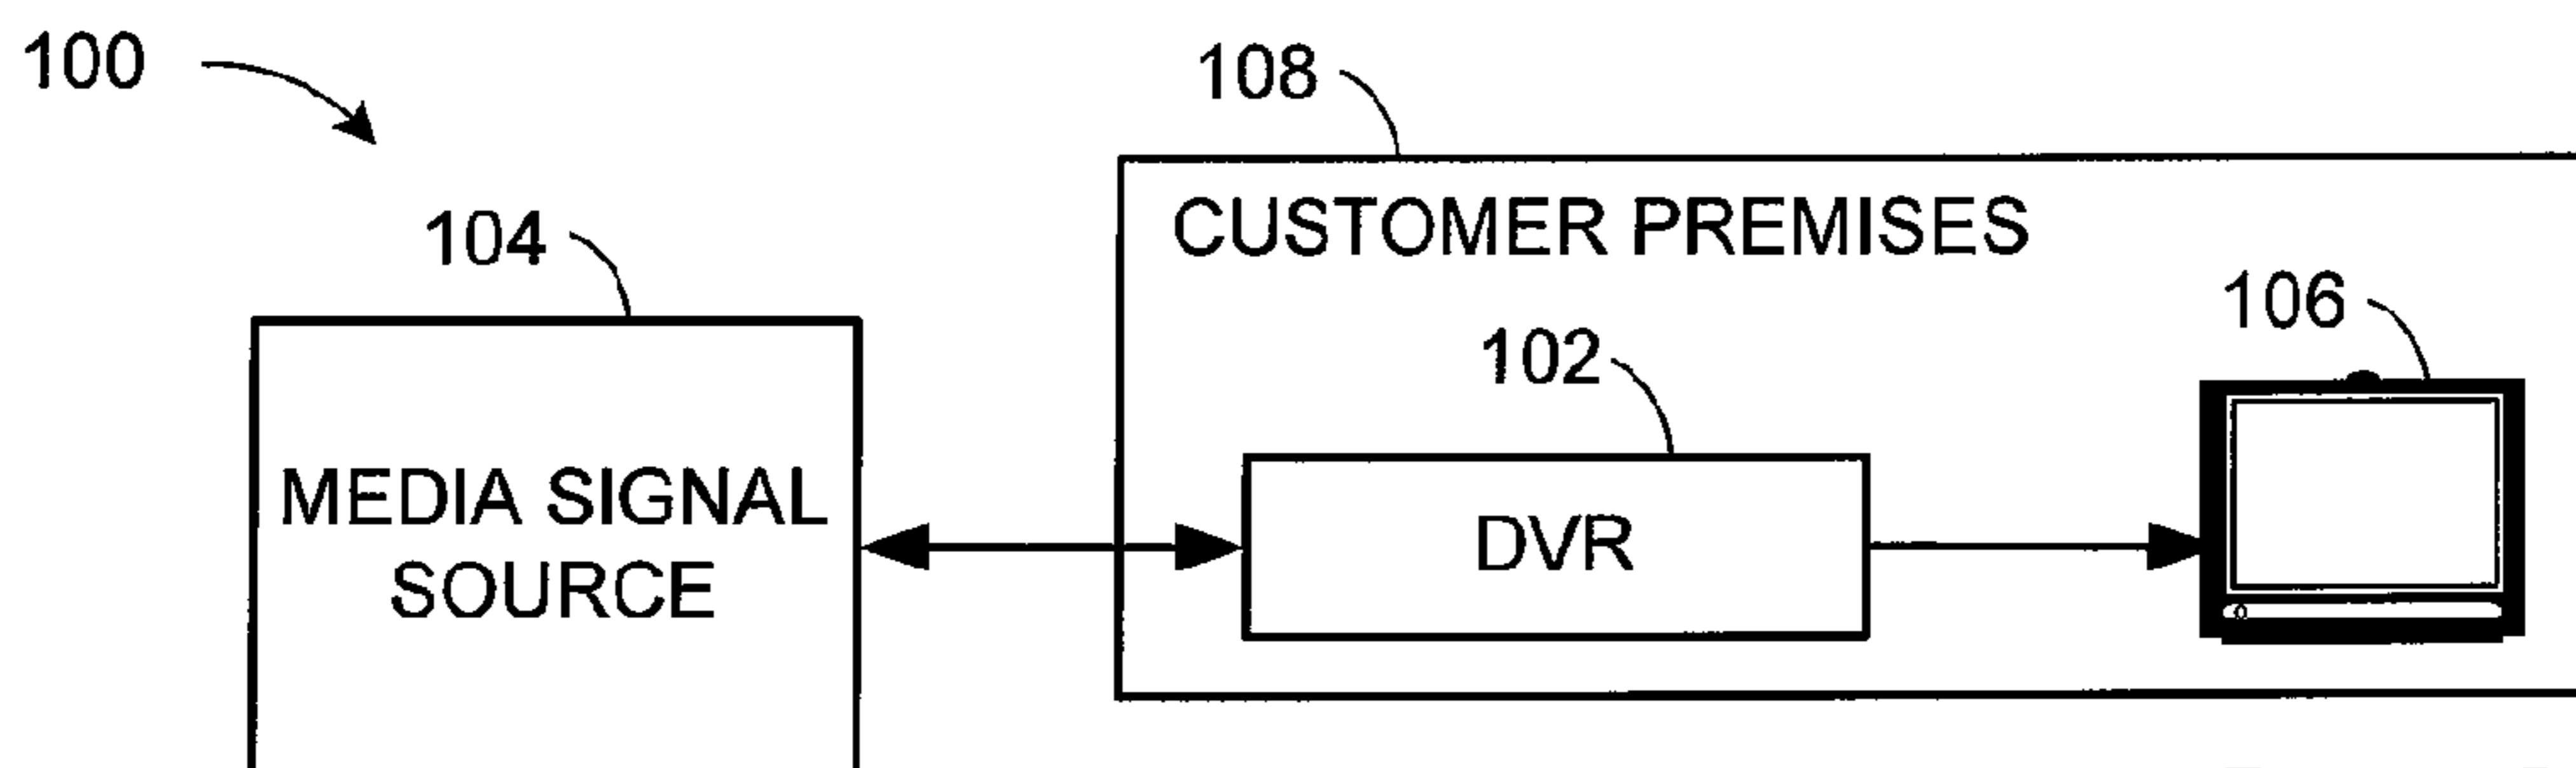 100
108
CUSTOMER PREMISES
104
106
102
MEDIA SIGNAL
SOURCE
DVR